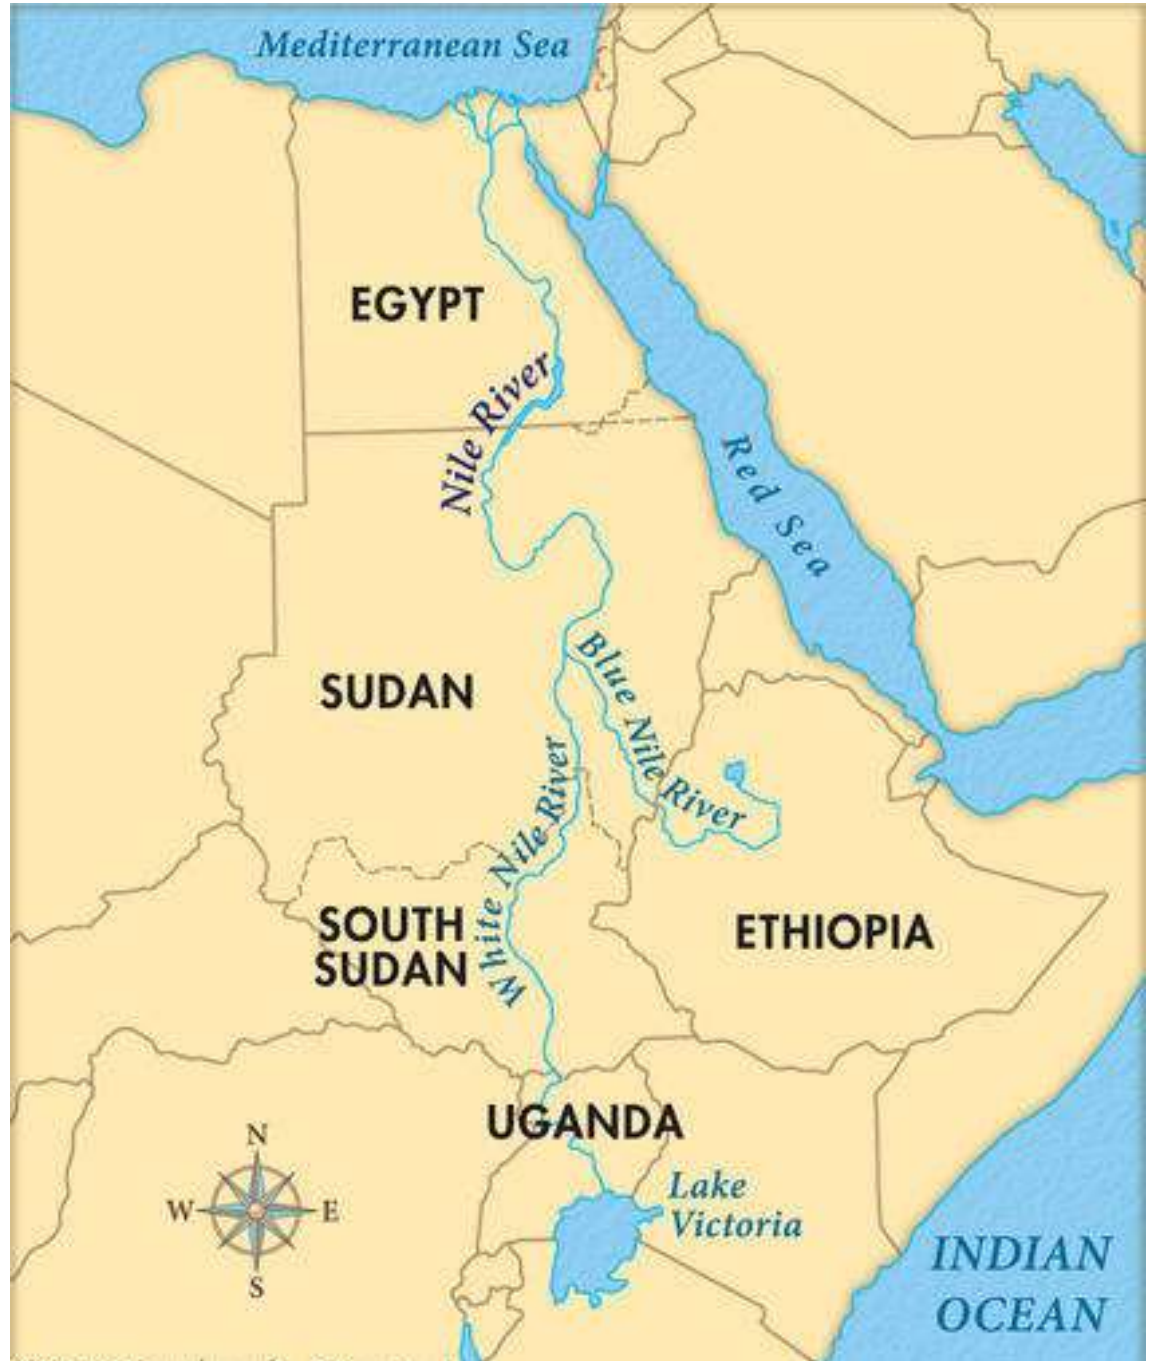 Mediterranean Sea
EGYPT
Nile River
Red Sea
SUDAN
Blue Nile River
White Nile River
SOUTH
SUDAN
ETHIOPIA
UGANDA
N
W
E
S
Lake
Victoria
INDIAN
OCEAN